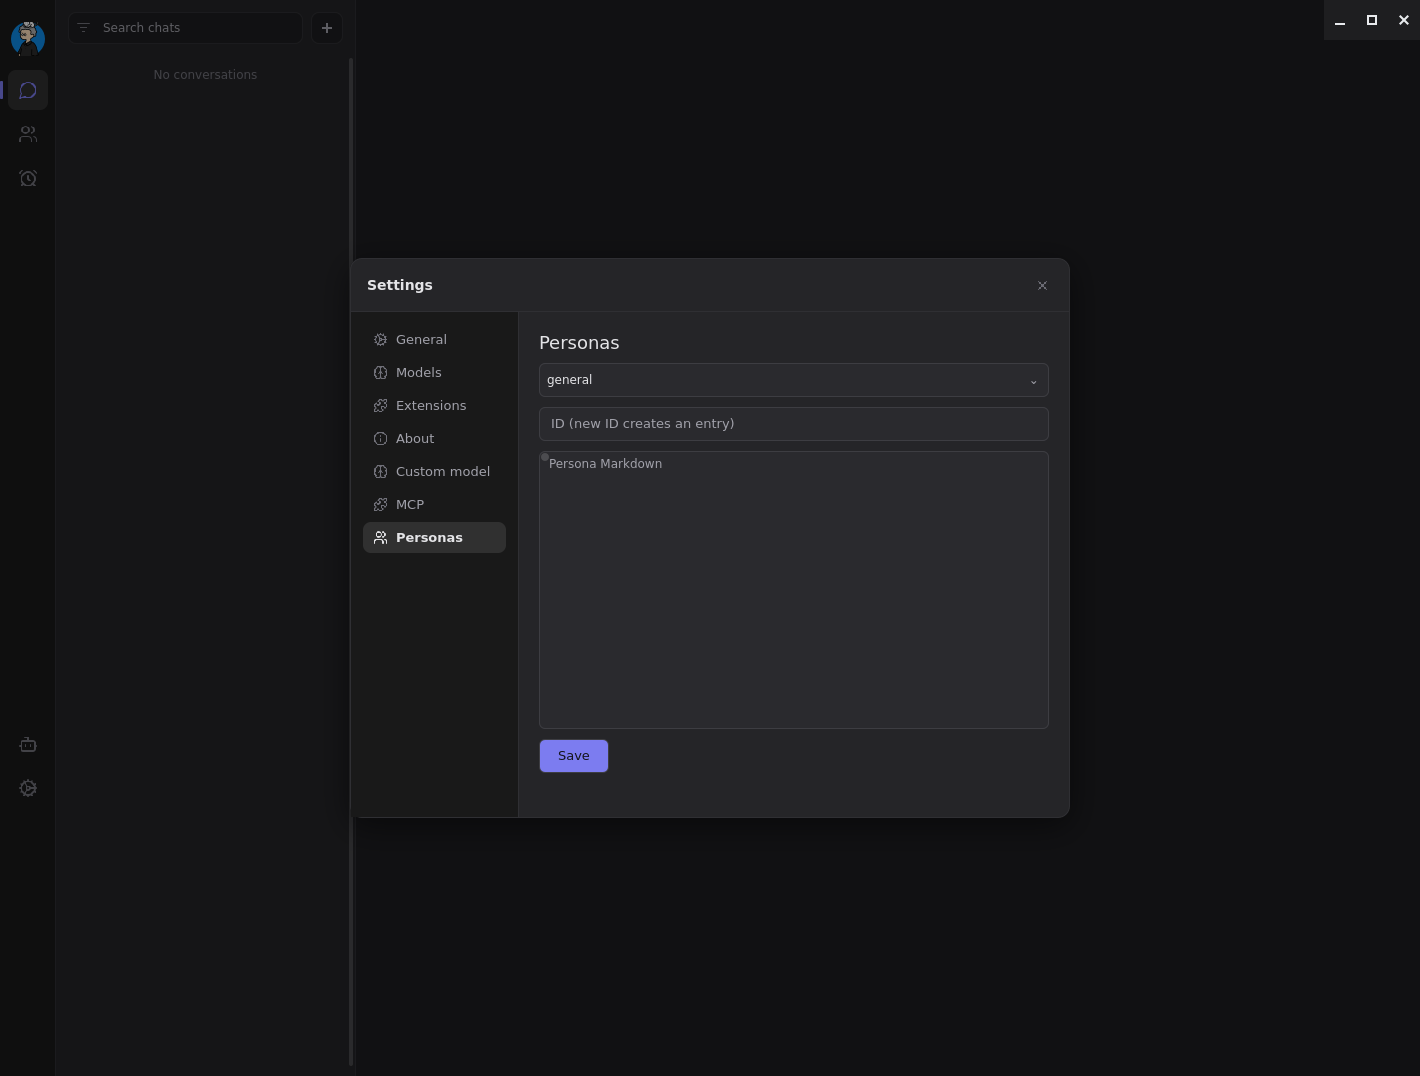 Search chats
No conversations
Settings
General
Models
Extensions
About
Custom model
MCP
Personas
Personas
general
ID (new ID creates an entry)
Persona Markdown
Save